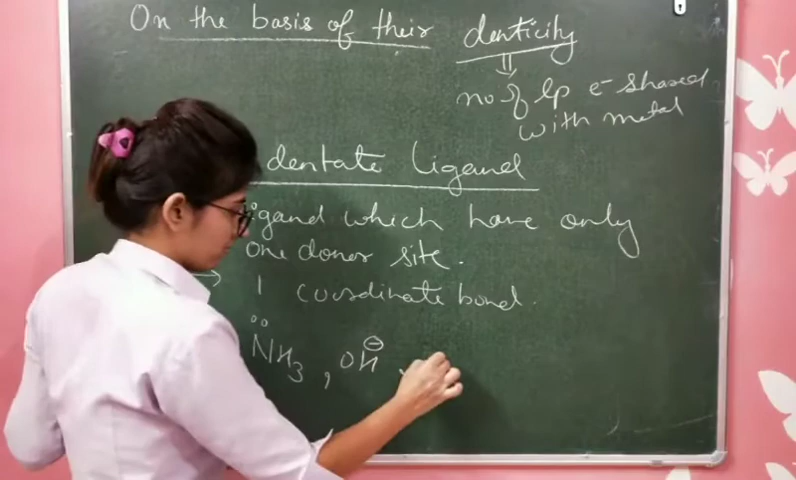 On the basis of their denticity
⇓
no of lp e- shared
with metal
dentate ligand
igand which have only
one donor site.
→ 1 coordinate bond.
NH3, OH⊖,